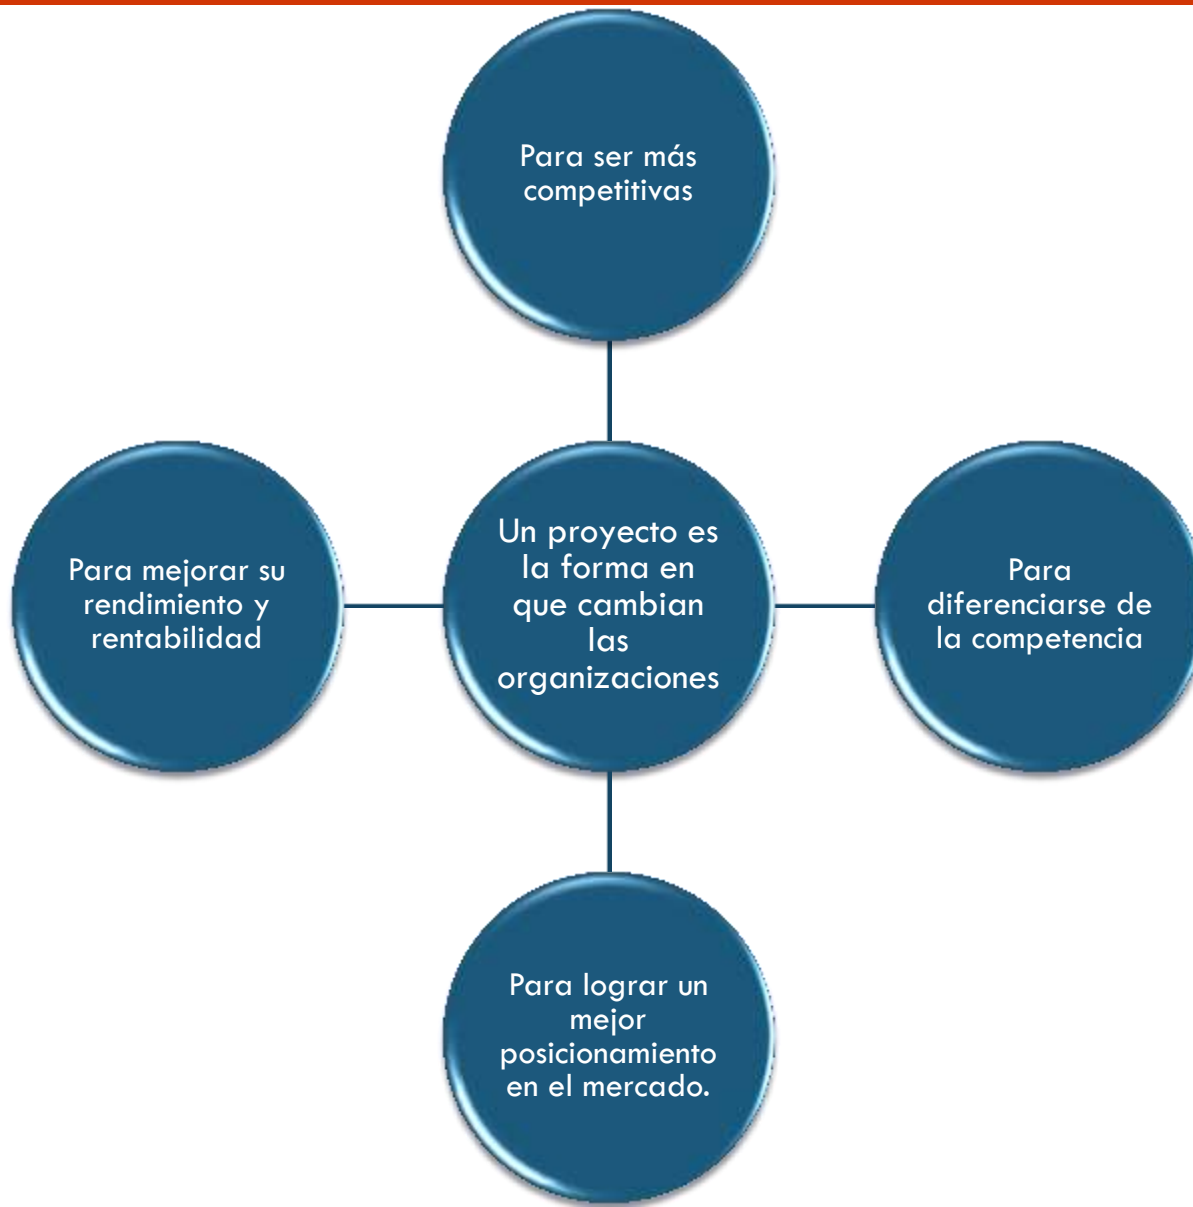 Para ser más
competitivas
Para mejorar su
rendimiento y
rentabilidad
Un proyecto es
la forma en
que cambian
las
organizaciones
Para
diferenciarse de
la competencia
Para lograr un
mejor
posicionamiento
en el mercado.